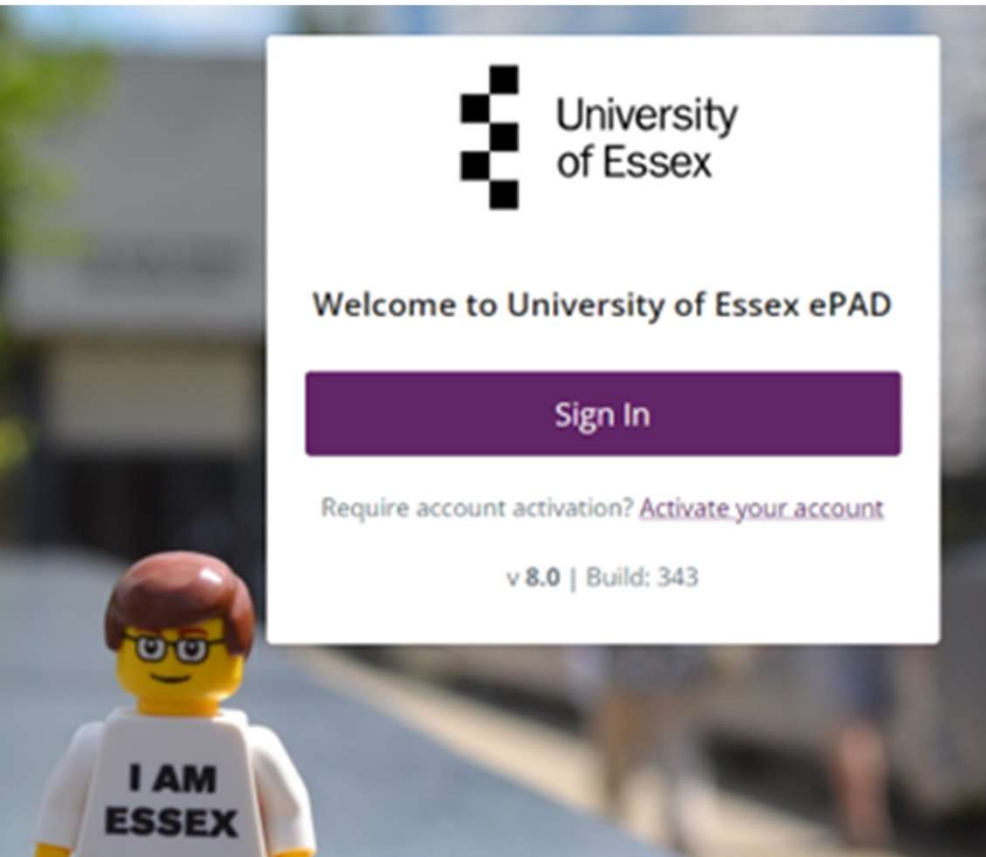 University
of Essex
Welcome to University of Essex ePAD
Sign In
Require account activation? Activate your account
v 8.0 | Build: 343
I AM
ESSEX